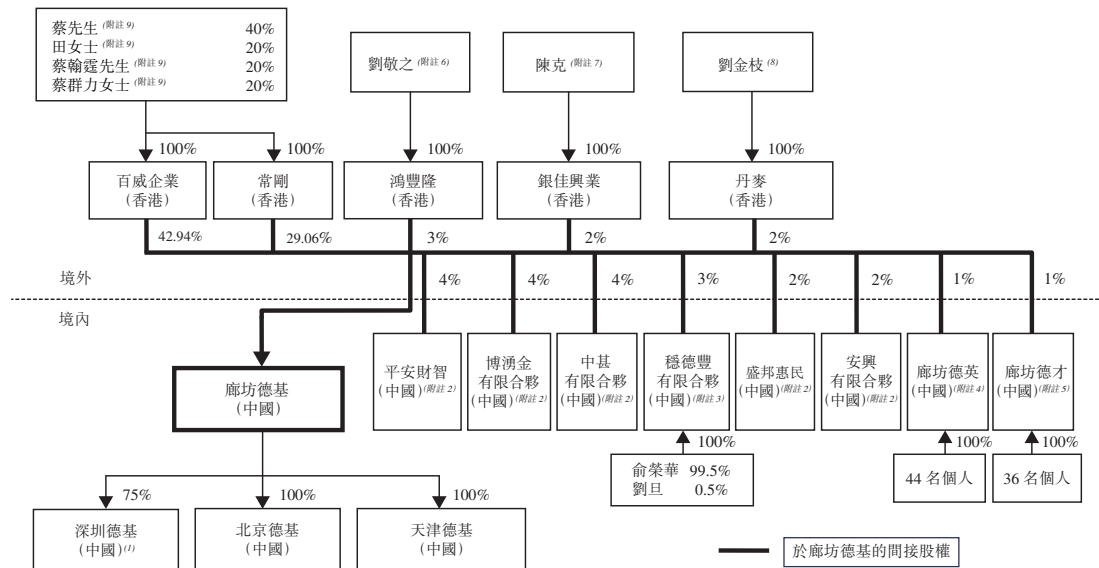 蔡先生 (附註 9) 40%
田女士 (附註 9) 20%
蔡翰霆先生 (附註 9) 20%
蔡群力女士 (附註 9) 20%
劉敬之 (附註 6)
陳克 (附註 7)
劉金枝 (8)
100%
100%
100%
100%
100%
百威企業
(香港)
常剛
(香港)
鴻豐隆
(香港)
銀佳興業
(香港)
丹麥
(香港)
42.94%
29.06%
3%
2%
2%
境外
4%
4%
4%
3%
2%
2%
1%
1%
境內
廊坊德基
(中國)
平安財智
(中國)(附註 2)
博湧金
有限合夥
(中國)(附註 2)
中甚
有限合夥
(中國)(附註 2)
穩德豐
有限合夥
(中國)(附註 3)
盛邦惠民
(中國)(附註 2)
安興
有限合夥
(中國)(附註 2)
廊坊德英
(中國)(附註 4)
廊坊德才
(中國)(附註 5)
100%
100%
100%
俞榮華 99.5%
劉旦 0.5%
44 名個人
36 名個人
75%
100%
100%
深圳德基
(中國)(1)
北京德基
(中國)
天津德基
(中國)
於廊坊德基的間接股權